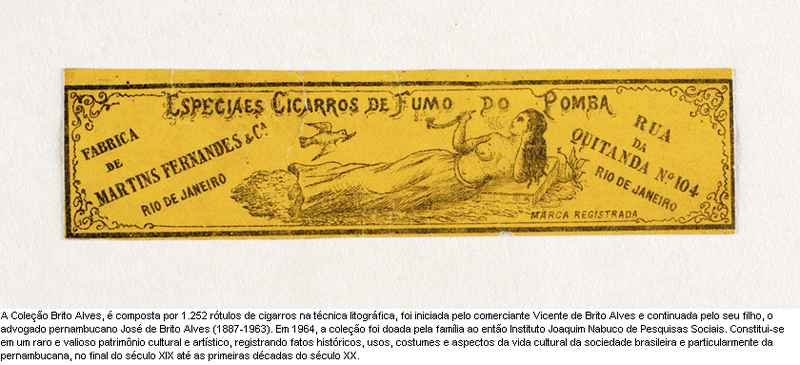 ESPECIAES CIGARROS DE FUMO DO POMBA
FABRICA
DE
MARTINS FERNANDES & Cª
RIO DE JANEIRO
RUA
DA
QUITANDA Nº 104
RIO DE JANEIRO
MARCA REGISTRADA
A Coleção Brito Alves, é composta por 1.252 rótulos de cigarros na técnica litográfica, foi iniciada pelo comerciante Vicente de Brito Alves e continuada pelo seu filho, o
advogado pernambucano José de Brito Alves (1887-1963). Em 1964, a coleção foi doada pela família ao então Instituto Joaquim Nabuco de Pesquisas Sociais. Constitui-se
em um raro e valioso patrimônio cultural e artístico, registrando fatos históricos, usos, costumes e aspectos da vida cultural da sociedade brasileira e particularmente da
pernambucana, no final do século XIX até as primeiras décadas do século XX.